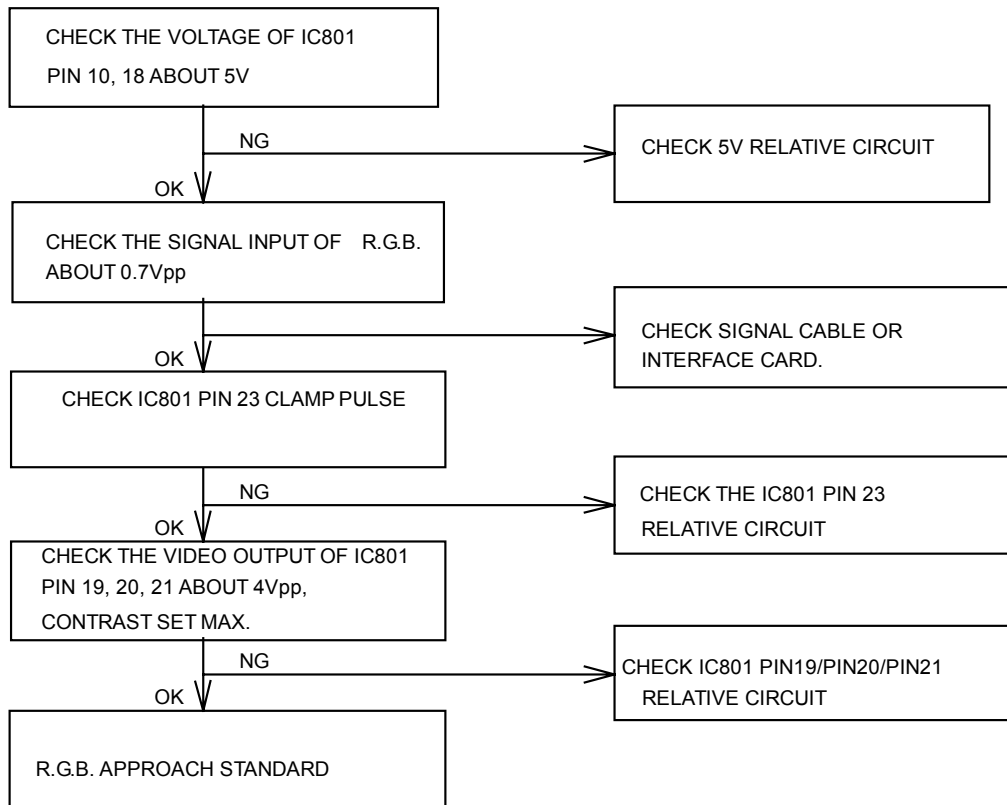 CHECK THE VOLTAGE OF IC801
PIN 10, 18 ABOUT 5V
NG
CHECK 5V RELATIVE CIRCUIT
OK
CHECK THE SIGNAL INPUT OF R.G.B.
ABOUT 0.7Vpp
CHECK SIGNAL CABLE OR
INTERFACE CARD.
OK
CHECK IC801 PIN 23 CLAMP PULSE
NG
CHECK THE IC801 PIN 23
RELATIVE CIRCUIT
OK
CHECK THE VIDEO OUTPUT OF IC801
PIN 19, 20, 21 ABOUT 4Vpp,
CONTRAST SET MAX.
NG
CHECK IC801 PIN19/PIN20/PIN21
RELATIVE CIRCUIT
OK
R.G.B. APPROACH STANDARD